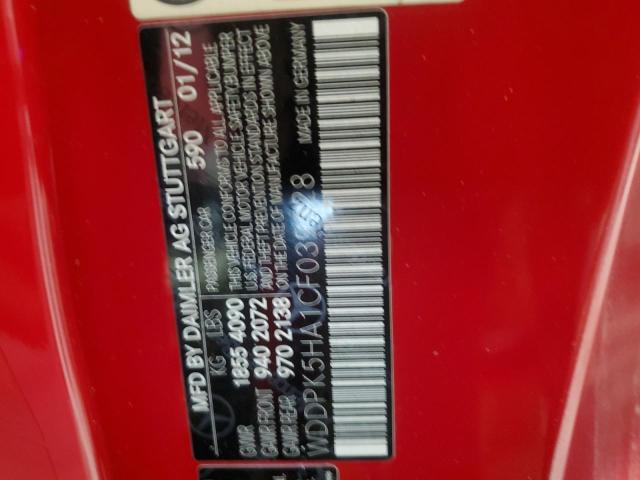 MFD BY DAIMLER AG STUTTGART
590 01/12
PASSENGER CAR
KG LBS
GVWR 1855 4090
GAWR FRONT 940 2072
GAWR REAR 970 2138
THIS VEHICLE CONFORMS TO ALL APPLICABLE
U.S. FEDERAL MOTOR VEHICLE SAFETY/BUMPER
AND THEFT PREVENTION STANDARDS IN EFFECT
ON THE DATE OF MANUFACTURE SHOWN ABOVE
MADE IN GERMANY